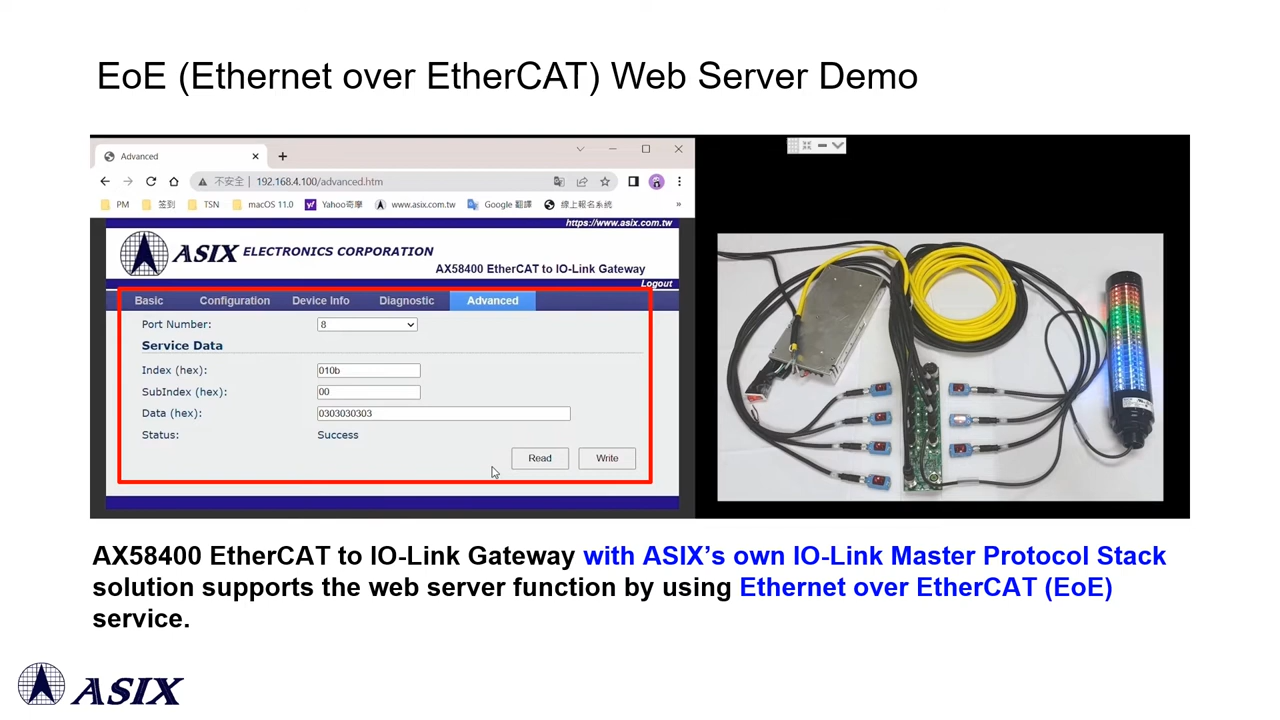 EoE (Ethernet over EtherCAT) Web Server Demo
Advanced
不安全 192.168.4.100/advanced.htm
PM 签到 TSN macOS 11.0 Yahoo奇摩 www.asix.com.tw Google 翻譯 線上報名系統 »
https://www.asix.com.tw
ASIX ELECTRONICS CORPORATION
AX58400 EtherCAT to IO-Link Gateway
Logout
Basic Configuration Device Info Diagnostic Advanced
Port Number: 8
Service Data
Index (hex): 010b
SubIndex (hex): 00
Data (hex): 0303030303
Status: Success
Read Write
AX58400 EtherCAT to IO-Link Gateway with ASIX’s own IO-Link Master Protocol Stack
solution supports the web server function by using Ethernet over EtherCAT (EoE)
service.
ASIX